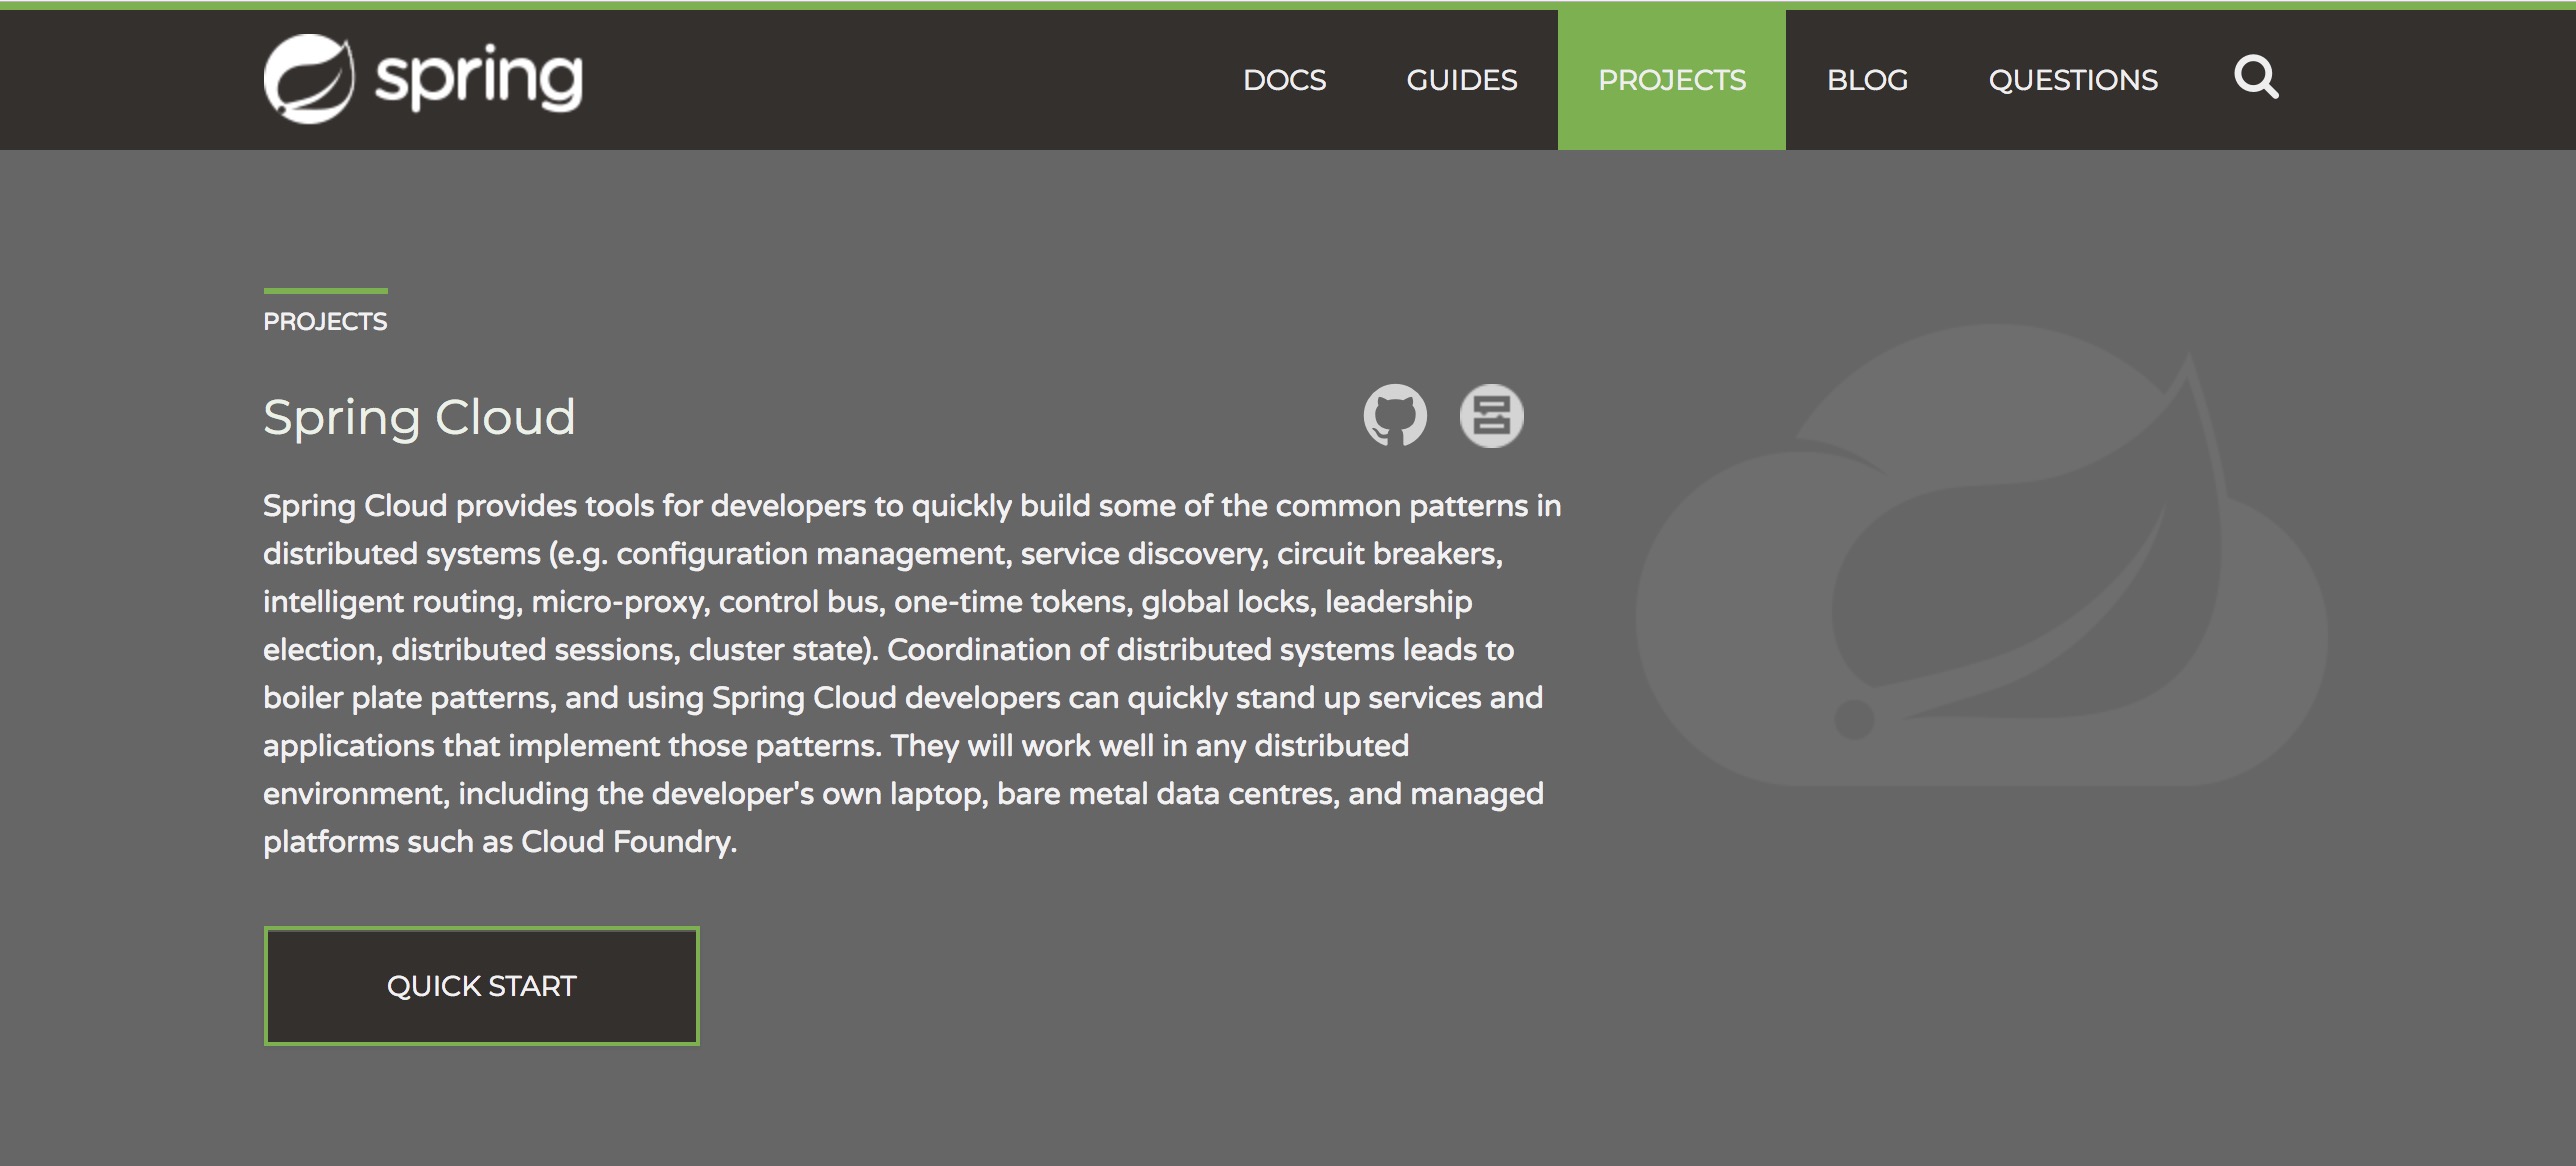 spring
DOCS
GUIDES
PROJECTS
BLOG
QUESTIONS
PROJECTS
Spring Cloud
Spring Cloud provides tools for developers to quickly build some of the common patterns in
distributed systems (e.g. configuration management, service discovery, circuit breakers,
intelligent routing, micro-proxy, control bus, one-time tokens, global locks, leadership
election, distributed sessions, cluster state). Coordination of distributed systems leads to
boiler plate patterns, and using Spring Cloud developers can quickly stand up services and
applications that implement those patterns. They will work well in any distributed
environment, including the developer's own laptop, bare metal data centres, and managed
platforms such as Cloud Foundry.
QUICK START